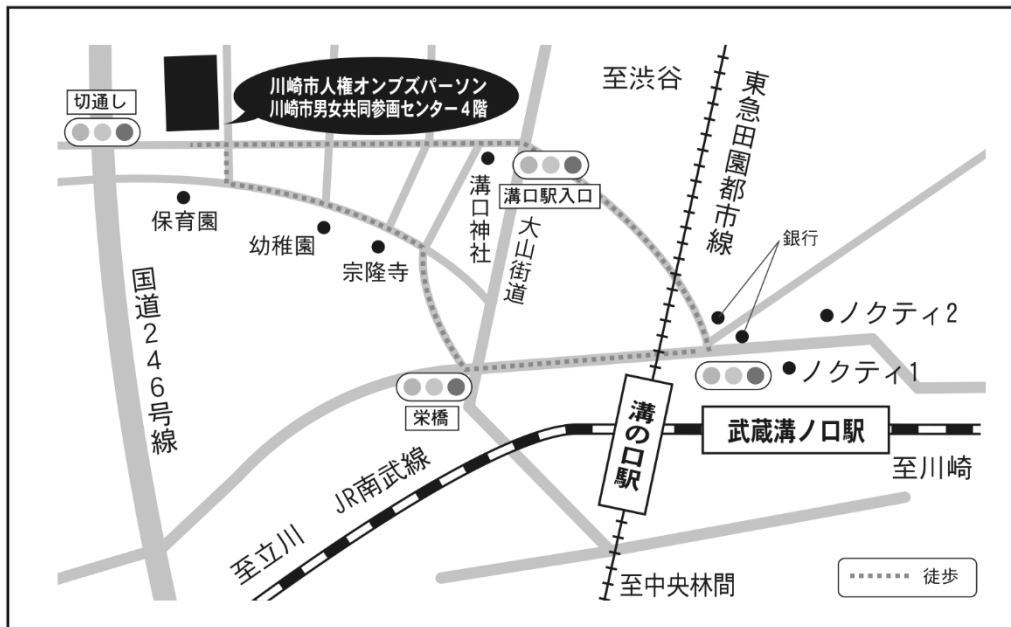 切通し
川崎市人権オンブズパーソン
川崎市男女共同参画センター4階
至渋谷
東急田園都市線
保育園
幼稚園
宗隆寺
溝口神社
溝口駅入口
大山街道
銀行
国道246号線
ノクティ2
ノクティ1
栄橋
溝の口駅
武蔵溝ノ口駅
至川崎
JR南武線
至立川
至中央林間
徒歩